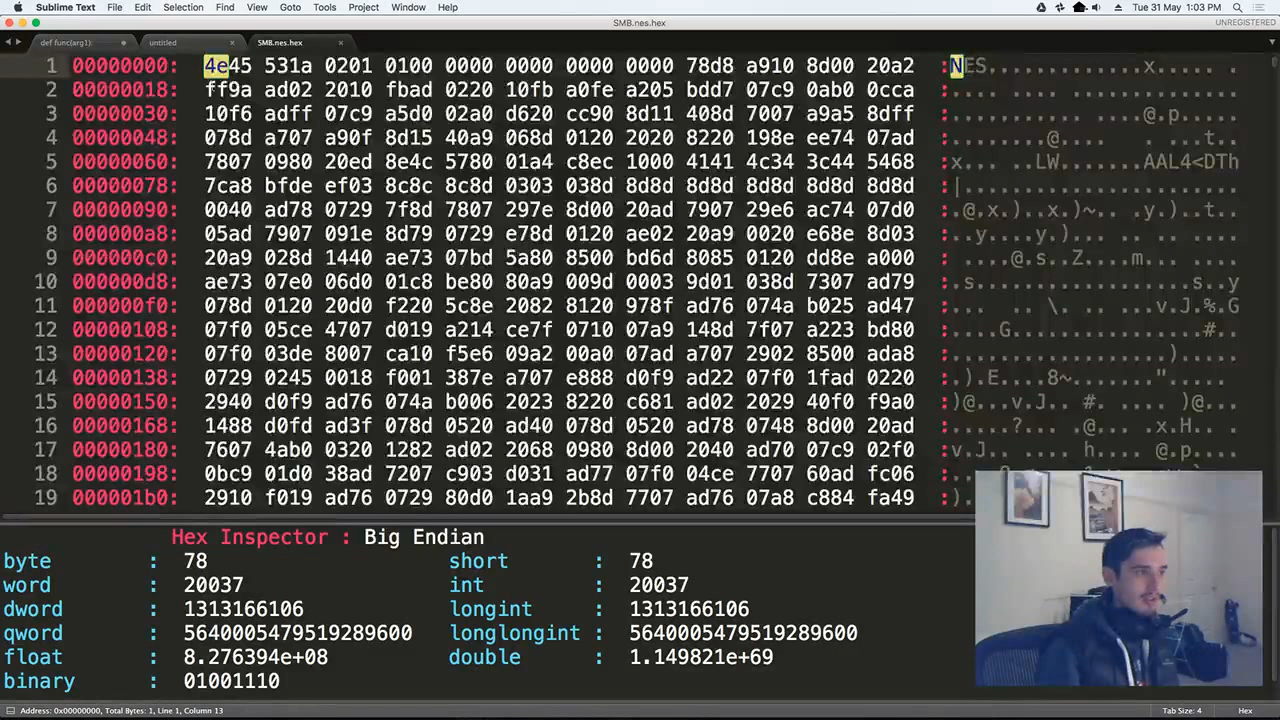 Sublime Text File Edit Selection Find View Goto Tools Project Window Help Tue 31 May 1:03 PM
SMB.nes.hex UNREGISTERED
def func(arg1): untitled SMB.nes.hex
1 00000000: 4e45 531a 0201 0100 0000 0000 0000 0000 78d8 a910 8d00 20a2 :NES.............x..... .
2 00000018: ff9a ad02 2010 fbad 0220 10fb a0fe a205 bdd7 07c9 0ab0 0cca
3 00000030: 10f6 adff 07c9 a5d0 02a0 d620 cc90 8d11 408d 7007 a9a5 8dff
4 00000048: 078d a707 a90f 8d15 40a9 068d 0120 2020 8220 198e ee74 07ad
5 00000060: 7807 0980 20ed 8e4c 5780 01a4 c8ec 1000 4141 4c34 3c44 5468
6 00000078: 7ca8 bfde ef03 8c8c 8c8d 0303 038d 8d8d 8d8d 8d8d 8d8d 8d8d
7 00000090: 0040 ad78 0729 7f8d 7807 297e 8d00 20ad 7907 29e6 ac74 07d0
8 000000a8: 05ad 7907 091e 8d79 0729 e78d 0120 ae02 20a9 0020 e68e 8d03
9 000000c0: 20a9 028d 1440 ae73 07bd 5a80 8500 bd6d 8085 0120 dd8e a000
10 000000d8: ae73 07e0 06d0 01c8 be80 80a9 009d 0003 9d01 038d 7307 ad79
11 000000f0: 078d 0120 20d0 f220 5c8e 2082 8120 978f ad76 074a b025 ad47
12 00000108: 07f0 05ce 4707 d019 a214 ce7f 0710 07a9 148d 7f07 a223 bd80
13 00000120: 07f0 03de 8007 ca10 f5e6 09a2 00a0 07ad a707 2902 8500 ada8
14 00000138: 0729 0245 0018 f001 387e a707 e888 d0f9 ad22 07f0 1fad 0220
15 00000150: 2940 d0f9 ad76 074a b006 2023 8220 c681 ad02 2029 40f0 f9a0
16 00000168: 1488 d0fd ad3f 078d 0520 ad40 078d 0520 ad78 0748 8d00 20ad
17 00000180: 7607 4ab0 0320 1282 ad02 2068 0980 8d00 2040 ad70 07c9 02f0
18 00000198: 0bc9 01d0 38ad 7207 c903 d031 ad77 07f0 04ce 7707 60ad fc06
19 000001b0: 2910 f019 ad76 0729 80d0 1aa9 2b8d 7707 ad76 07a8 c884 fa49
Hex Inspector : Big Endian
byte : 78 short : 78
word : 20037 int : 20037
dword : 1313166106 longint : 1313166106
qword : 5640005479519289600 longlongint : 5640005479519289600
float : 8.276394e+08 double : 1.149821e+69
binary : 01001110
Address: 0x00000000, Total Bytes: 1, Line 1, Column 13 Tab Size: 4 Hex